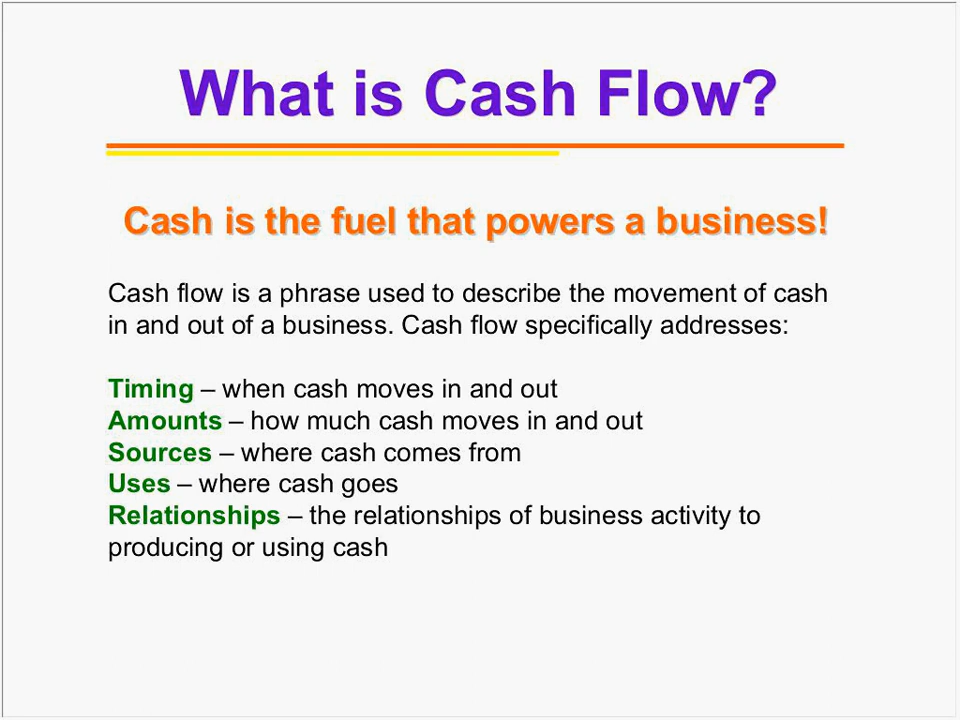 What is Cash Flow?
Cash is the fuel that powers a business!
Cash flow is a phrase used to describe the movement of cash
in and out of a business. Cash flow specifically addresses:
Timing – when cash moves in and out
Amounts – how much cash moves in and out
Sources – where cash comes from
Uses – where cash goes
Relationships – the relationships of business activity to
producing or using cash